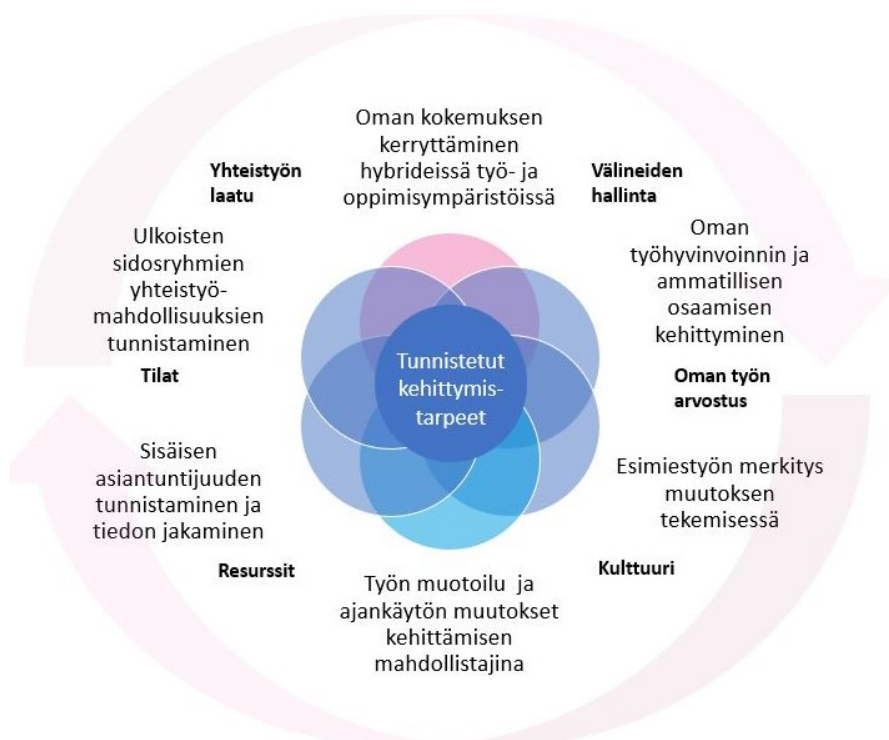 Oman kokemuksen
kerryttäminen
hybrideissä työ- ja
oppimisympäristöissä
Yhteistyön
laatu
Välineiden
hallinta
Ulkoisten
sidosryhmien
yhteistyö-
mahdollisuuksien
tunnistaminen
Oman
työhyvinvoinnin ja
ammatillisen
osaamisen
kehittyminen
Tunnistetut
kehittymis-
tarpeet
Tilat
Oman työn
arvostus
Sisäisen
asiantuntijuuden
tunnistaminen ja
tiedon jakaminen
Esimiestyön merkitys
muutoksen
tekemisessä
Resurssit
Kulttuuri
Työn muotoilu ja
ajankäytön muutokset
kehittämisen
mahdollistajina